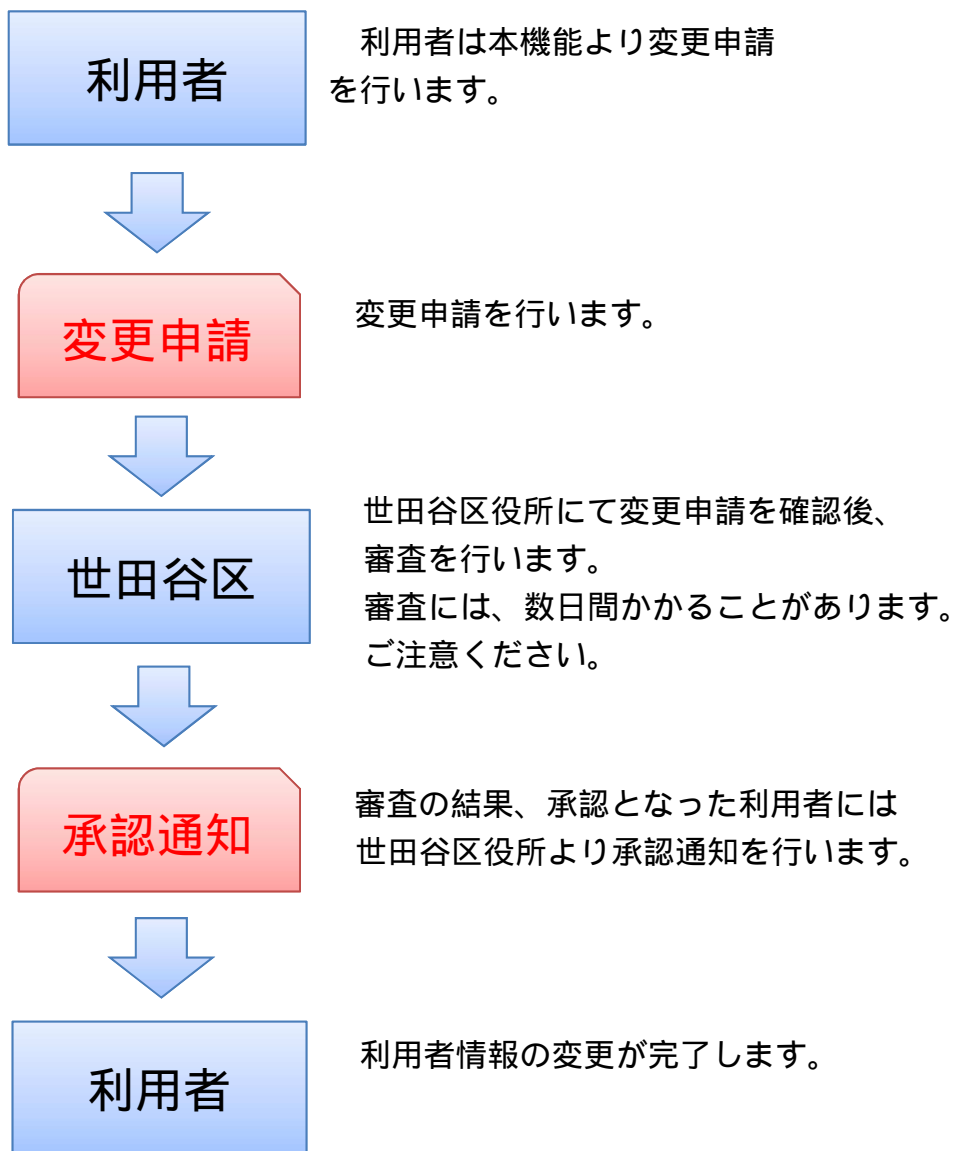 利用者
利用者は本機能より変更申請
を行います。
変更申請
変更申請を行います。
世田谷区
世田谷区役所にて変更申請を確認後、
審査を行います。
審査には、数日間かかることがあります。
ご注意ください。
承認通知
審査の結果、承認となった利用者には
世田谷区役所より承認通知を行います。
利用者
利用者情報の変更が完了します。